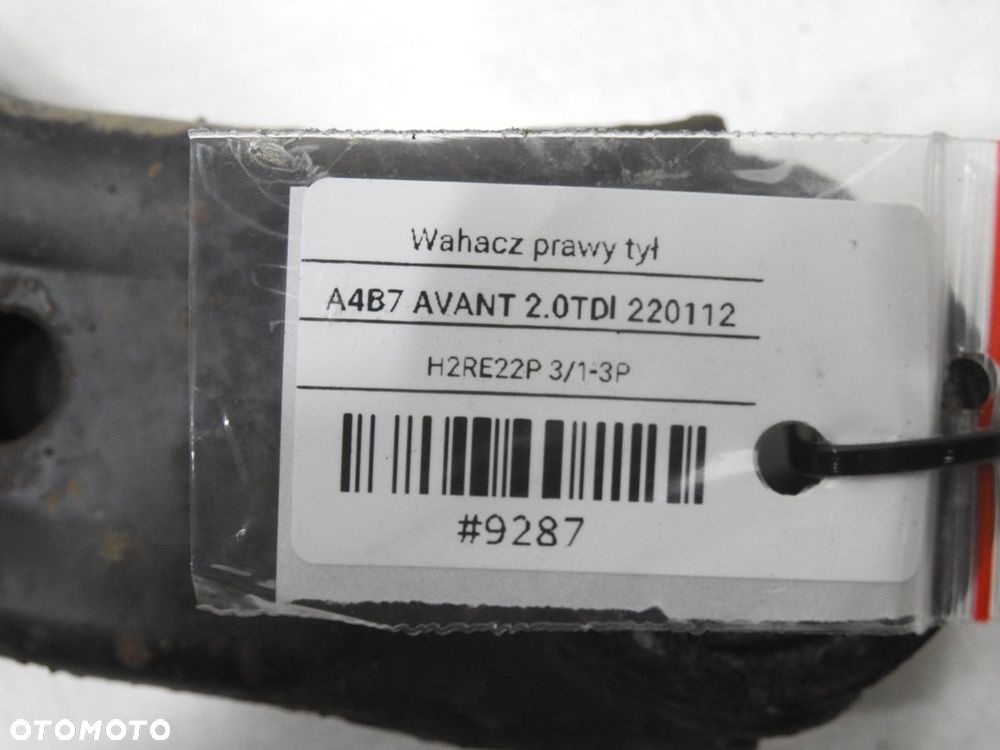 Wahacz prawy tył
A4B7 AVANT 2.0TDI 220112
H2RE22P 3/1-3P
#9287
OTOMOTO